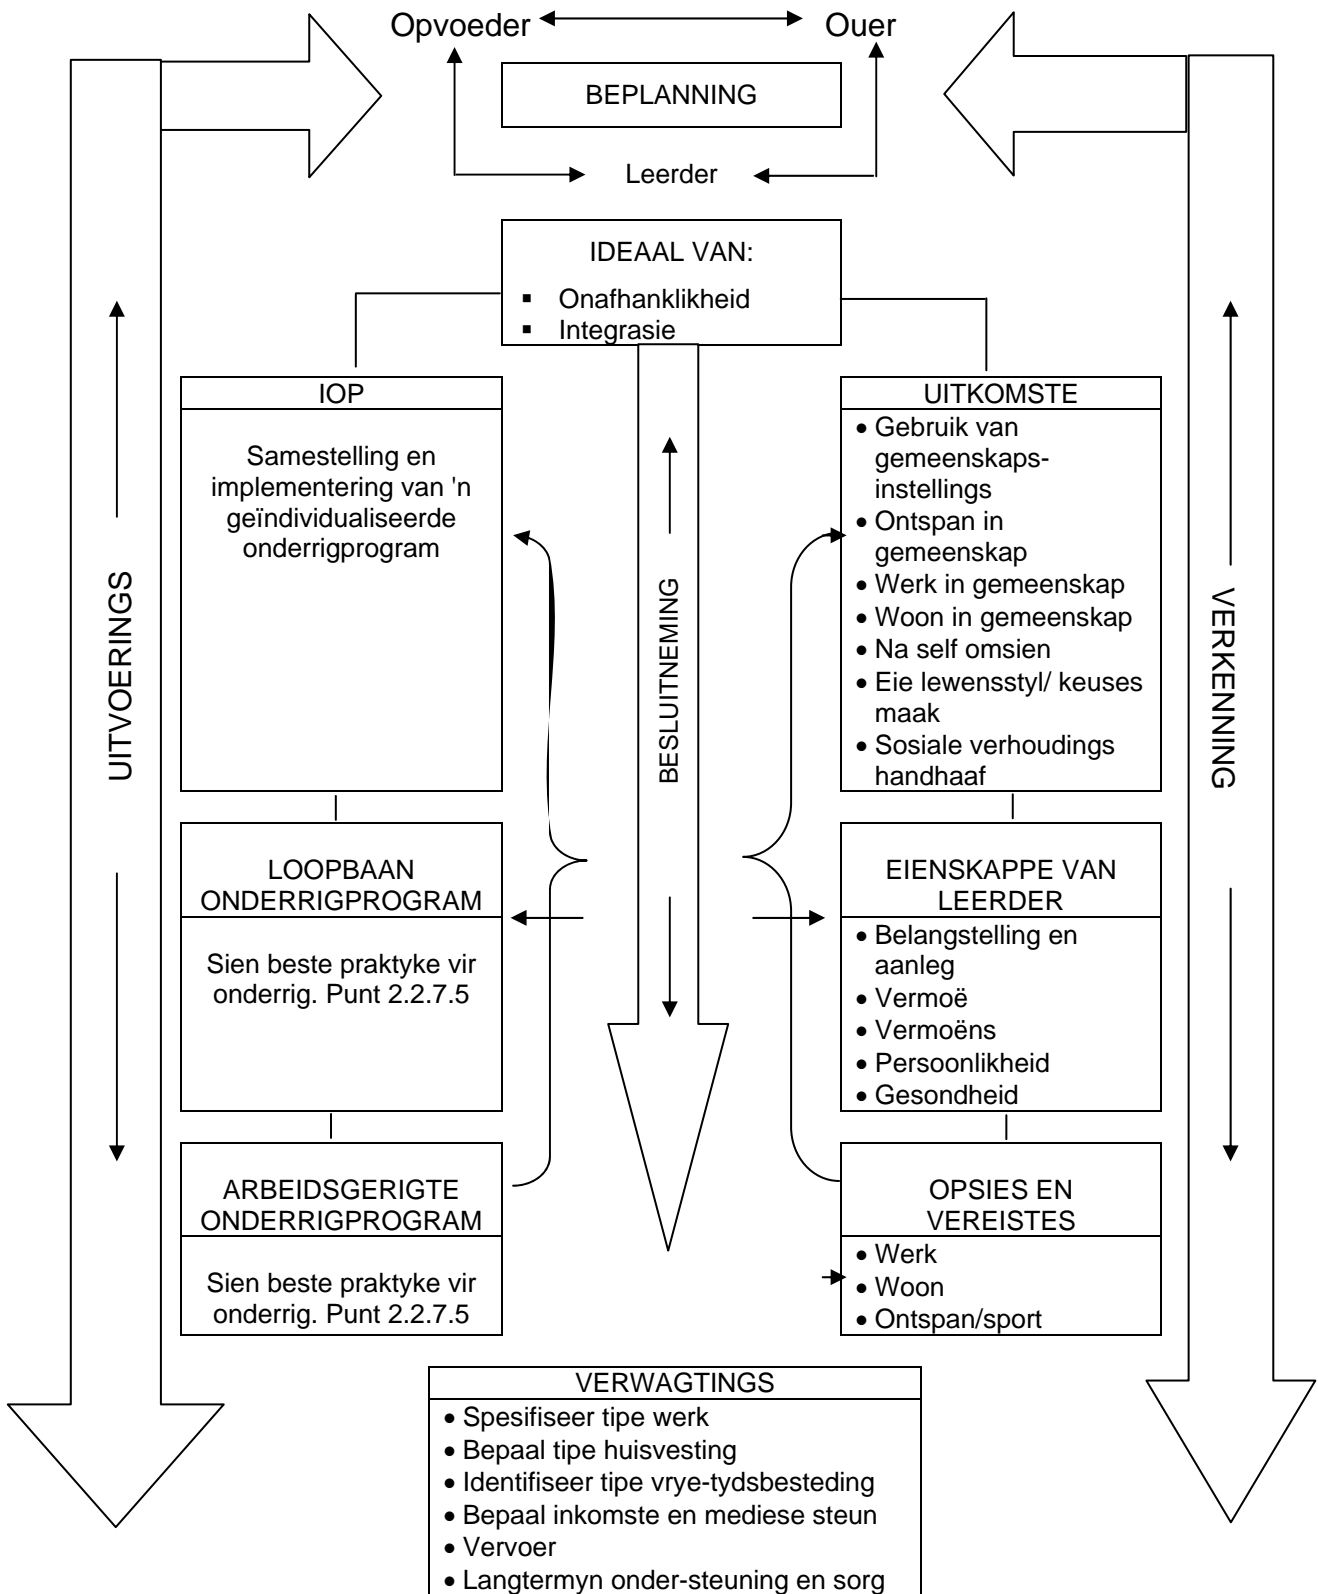 Opvoeder
Ouer
BEPLANNING
Leerder
IDEAAL VAN:
▪ Onafhanklikheid
▪ Integrasie
UITVOERINGS
IOP
Samestelling en
implementering van 'n
geïndividualiseerde
onderrigprogram
LOOPBAAN
ONDERRIGPROGRAM
Sien beste praktyke vir
onderrig. Punt 2.2.7.5
ARBEIDSGERIGTE
ONDERRIGPROGRAM
Sien beste praktyke vir
onderrig. Punt 2.2.7.5
BESLUITNEMING
UITKOMSTE
• Gebruik van
gemeenskaps-
instellings
• Ontspan in
gemeenskap
• Werk in gemeenskap
• Woon in gemeenskap
• Na self omsien
• Eie lewensstyl/ keuses
maak
• Sosiale verhoudings
handhaaf
EIENSKAPPE VAN
LEERDER
• Belangstelling en
aanleg
• Vermoë
• Vermoëns
• Persoonlikheid
• Gesondheid
OPSIES EN
VEREISTES
• Werk
• Woon
• Ontspan/sport
VERKENNING
VERWAGTINGS
• Spesifiseer tipe werk
• Bepaal tipe huisvesting
• Identifiseer tipe vrye-tydsbesteding
• Bepaal inkomste en mediese steun
• Vervoer
• Langtermyn onder-steuning en sorg